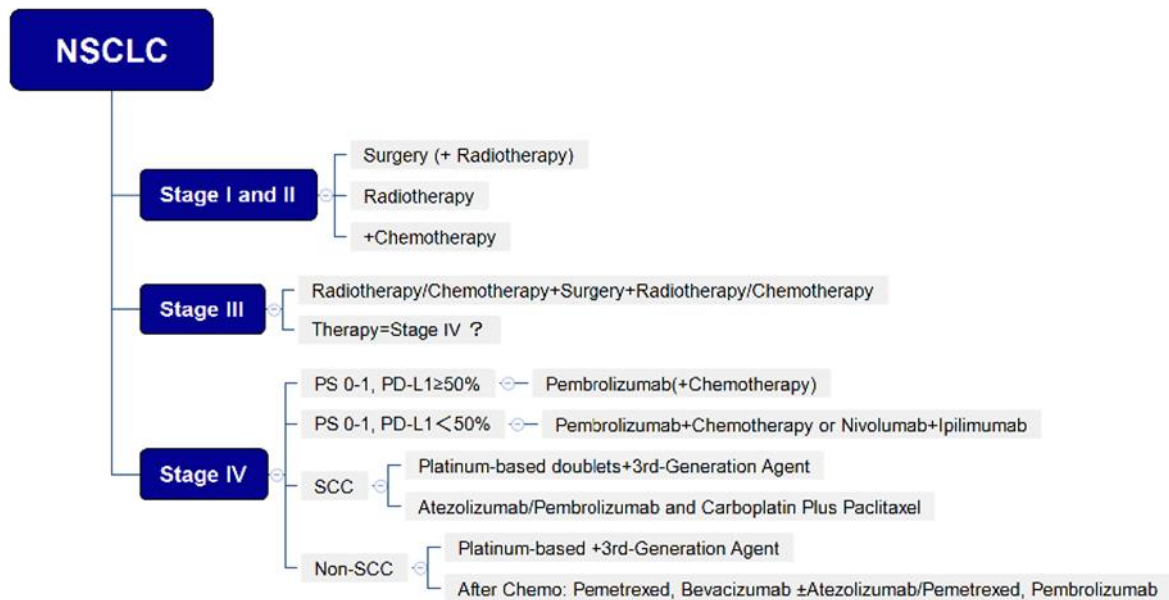 NSCLC
Stage I and II
Surgery (+ Radiotherapy)
Radiotherapy
+Chemotherapy
Stage III
Radiotherapy/Chemotherapy+Surgery+Radiotherapy/Chemotherapy
Therapy=Stage IV ?
Stage IV
PS 0-1, PD-L1≥50%
Pembrolizumab(+Chemotherapy)
PS 0-1, PD-L1<50%
Pembrolizumab+Chemotherapy or Nivolumab+Ipilimumab
SCC
Platinum-based doublets+3rd-Generation Agent
Atezolizumab/Pembrolizumab and Carboplatin Plus Paclitaxel
Non-SCC
Platinum-based +3rd-Generation Agent
After Chemo: Pemetrexed, Bevacizumab ±Atezolizumab/Pemetrexed, Pembrolizumab